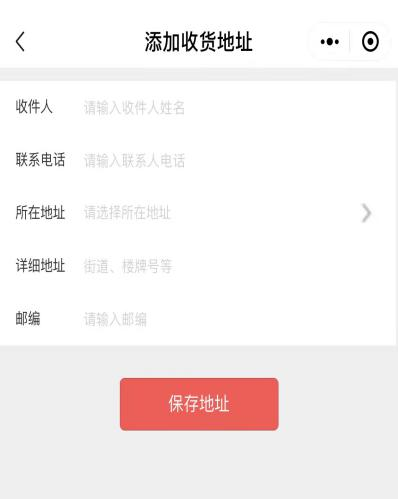 添加收货地址
收件人 请输入收件人姓名
联系电话 请输入联系人电话
所在地址 请选择所在地址
详细地址 街道、楼牌号等
邮编 请输入邮编
保存地址